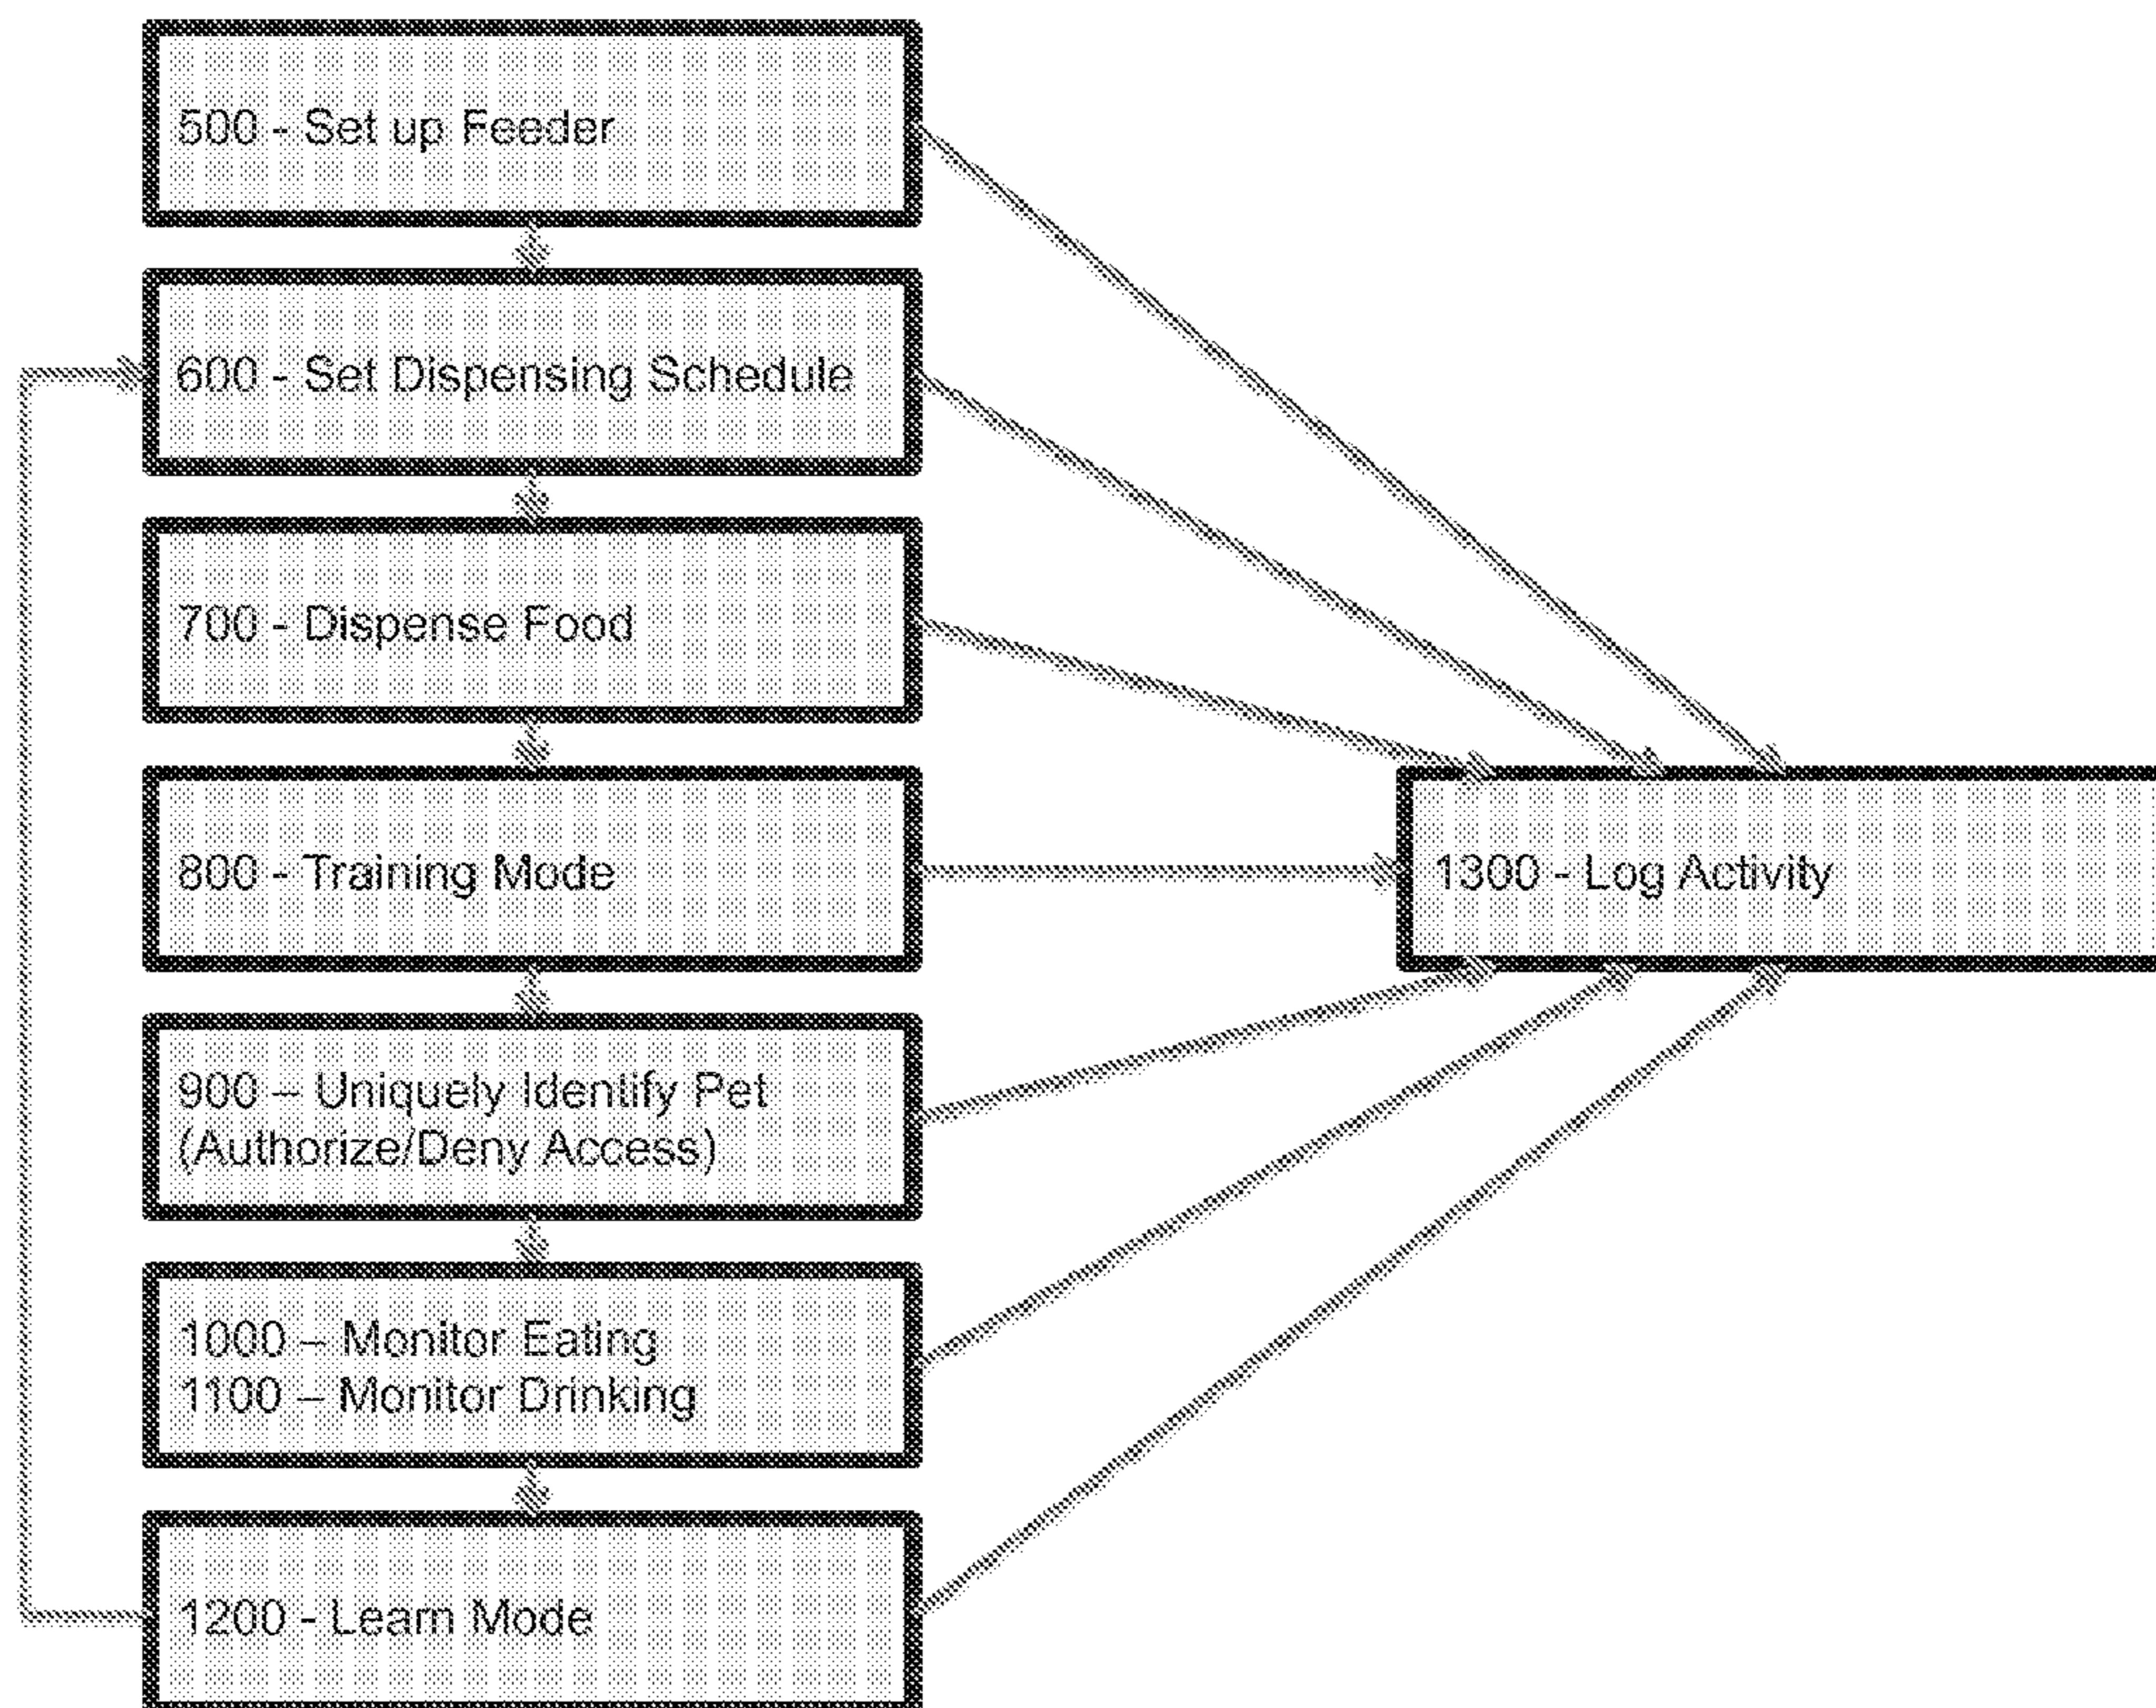 500 - Set up Feeder
600 - Set Dispensing Schedule
700 - Dispense Food
800 - Training Mode
1300 - Log Activity
900 – Uniquely Identify Pet
(Authorize/Deny Access)
1000 – Monitor Eating
1100 – Monitor Drinking
1200 - Learn Mode